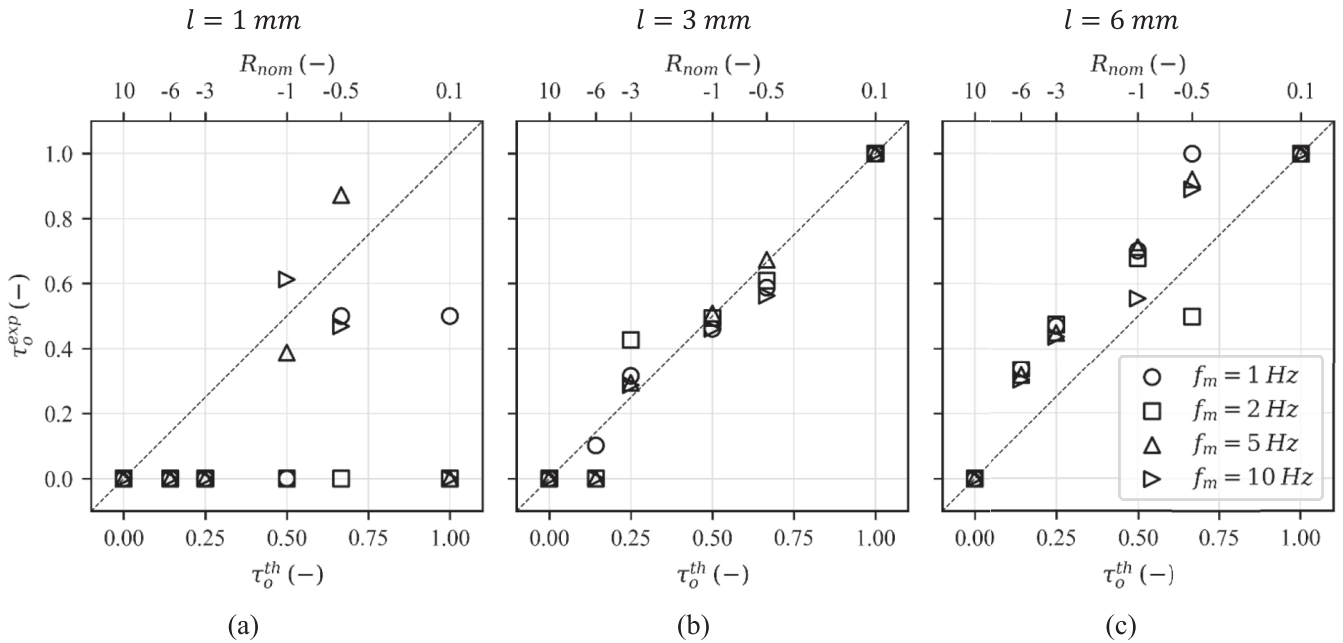 l = 1 mm
l = 3 mm
l = 6 mm
R_nom (−)
R_nom (−)
R_nom (−)
10 -6 -3 -1 -0.5 0.1
10 -6 -3 -1 -0.5 0.1
10 -6 -3 -1 -0.5 0.1
1.0
0.8
0.6
0.4
0.2
0.0
τ_o^exp (−)
f_m = 1 Hz
f_m = 2 Hz
f_m = 5 Hz
f_m = 10 Hz
0.00 0.25 0.50 0.75 1.00
0.00 0.25 0.50 0.75 1.00
0.00 0.25 0.50 0.75 1.00
τ_o^th (−)
τ_o^th (−)
τ_o^th (−)
(a)
(b)
(c)